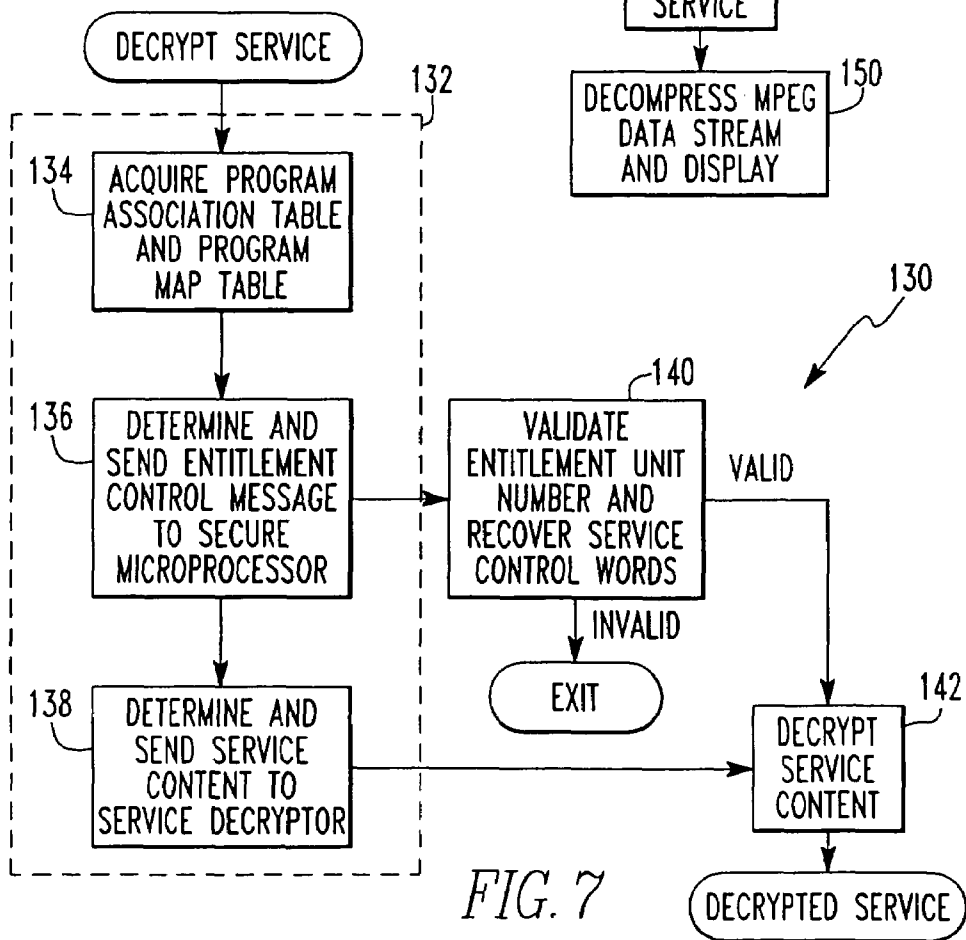 SERVICE
DECRYPT SERVICE
132
150
DECOMPRESS MPEG
DATA STREAM
AND DISPLAY
134
ACQUIRE PROGRAM
ASSOCIATION TABLE
AND PROGRAM
MAP TABLE
130
136
DETERMINE AND
SEND ENTITLEMENT
CONTROL MESSAGE
TO SECURE
MICROPROCESSOR
140
VALIDATE
ENTITLEMENT UNIT
NUMBER AND
RECOVER SERVICE
CONTROL WORDS
VALID
INVALID
EXIT
138
DETERMINE AND
SEND SERVICE
CONTENT TO
SERVICE DECRYPTOR
142
DECRYPT
SERVICE
CONTENT
DECRYPTED SERVICE
FIG. 7